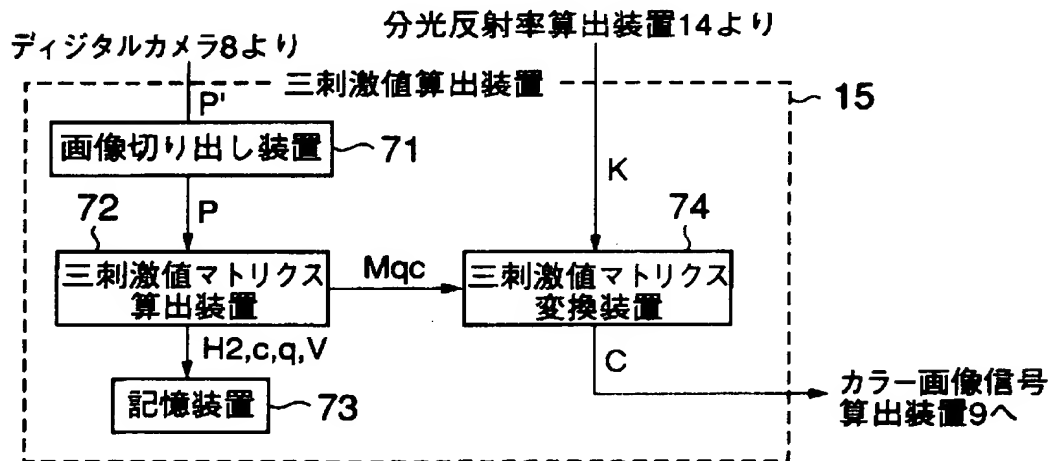 分光反射率算出装置14より
ディジタルカメラ8より
三刺激値算出装置
15
P'
画像切り出し装置
71
K
P
72
74
三刺激値マトリクス
算出装置
Mqc
三刺激値マトリクス
変換装置
H2,c,q,V
C
記憶装置
73
カラー画像信号
算出装置9へ